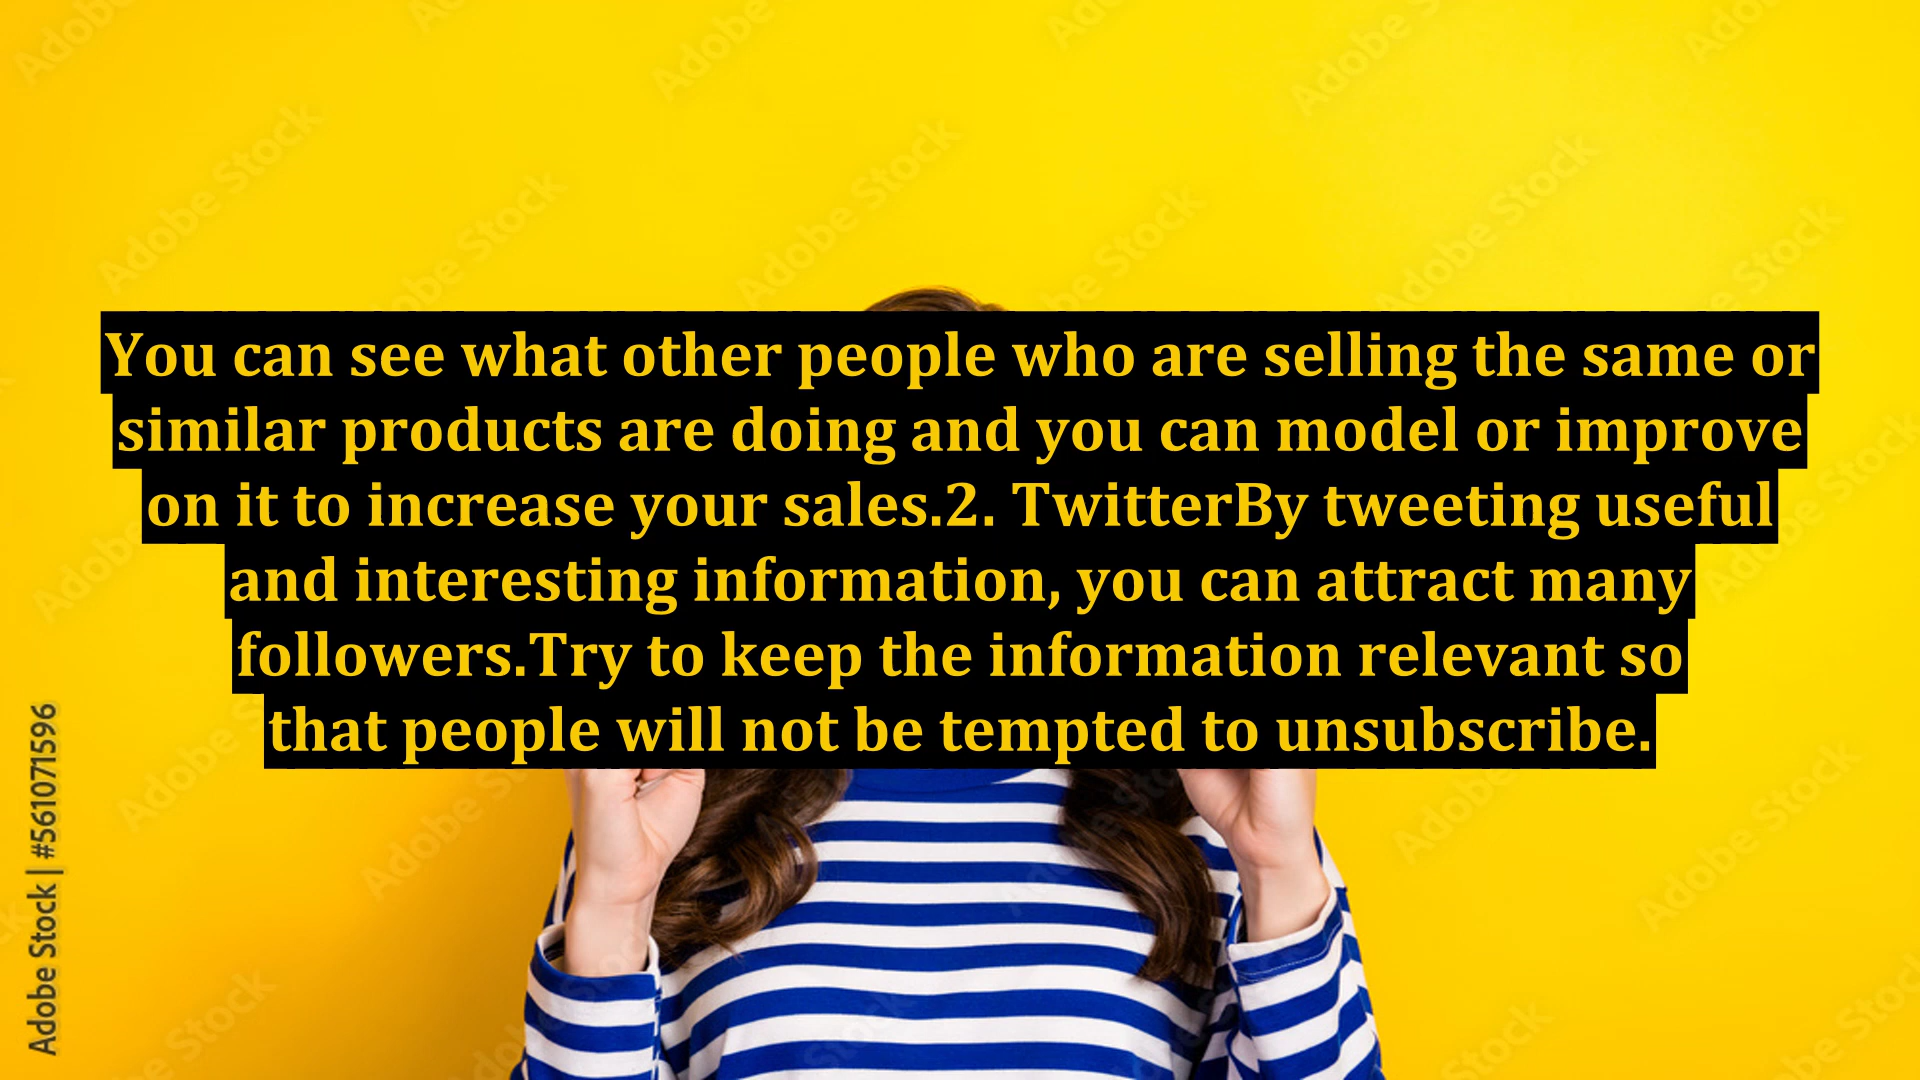 You can see what other people who are selling the same or
similar products are doing and you can model or improve
on it to increase your sales.2. TwitterBy tweeting useful
and interesting information, you can attract many
followers.Try to keep the information relevant so
that people will not be tempted to unsubscribe.
Adobe Stock | #561071596